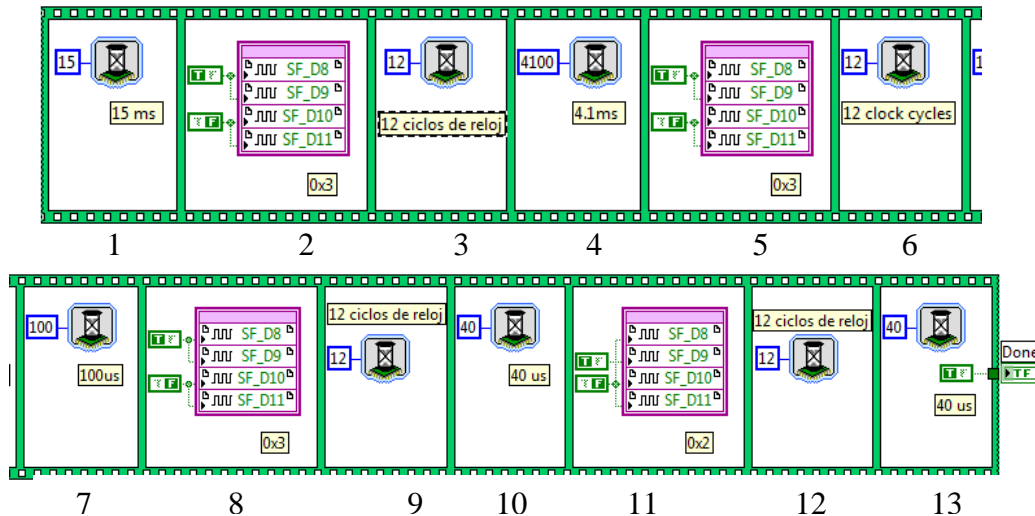 15
15 ms
T F
T F
SF_D8
SF_D9
SF_D10
SF_D11
0x3
12
12 ciclos de reloj
4100
4.1ms
T F
T F
SF_D8
SF_D9
SF_D10
SF_D11
0x3
12
12 clock cycles
1
1
2
3
4
5
6
100
100us
T F
T F
SF_D8
SF_D9
SF_D10
SF_D11
0x3
12 ciclos de reloj
12
40
40 us
T F
T F
SF_D8
SF_D9
SF_D10
SF_D11
0x2
12 ciclos de reloj
12
40
T F
40 us
Done
TF
7
8
9
10
11
12
13